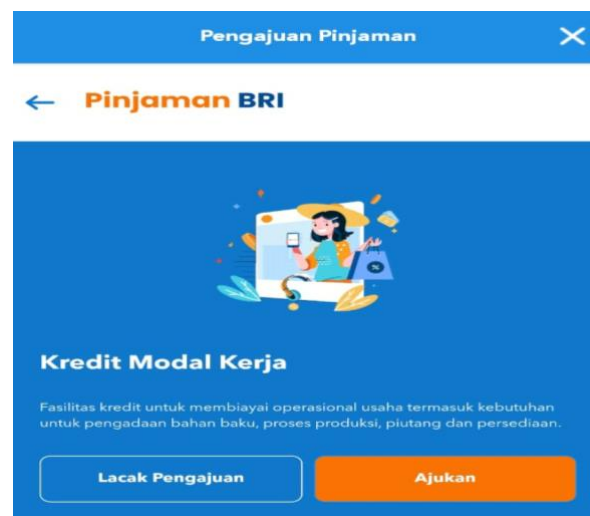 Pengajuan Pinjaman
Pinjaman BRI
Kredit Modal Kerja
Fasilitas kredit untuk membiayai operasional usaha termasuk kebutuhan
untuk pengadaan bahan baku, proses produksi, piutang dan persediaan.
Lacak Pengajuan
Ajukan